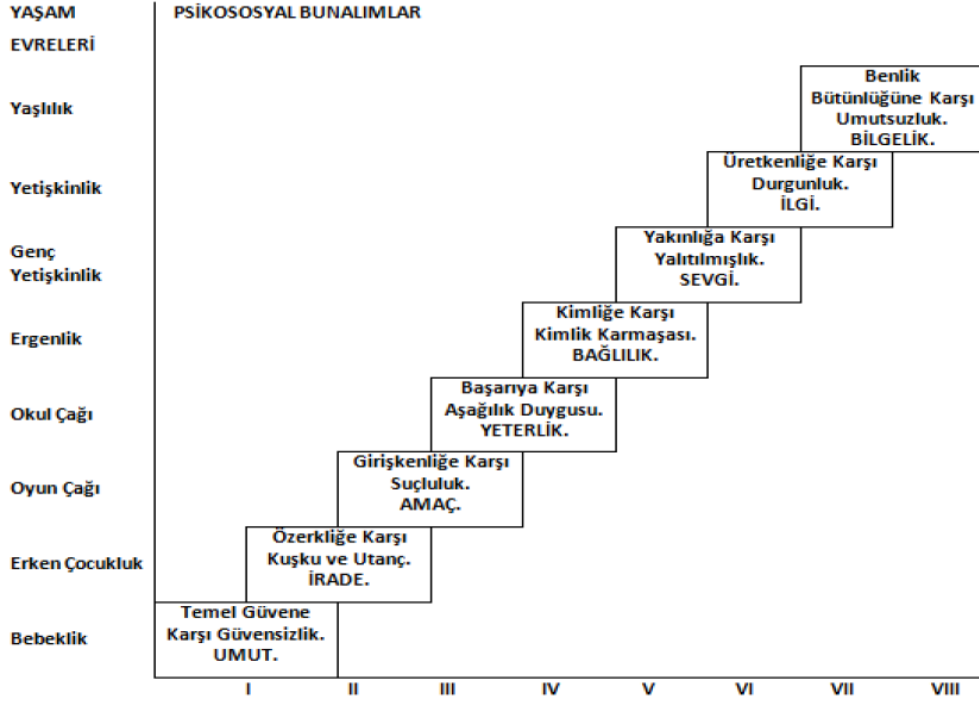 YAŞAM
EVRELERİ
PSİKOSOSYAL BUNALIMLAR
Yaşlılık
Benlik
Bütünlüğüne Karşı
Umutsuzluk.
BİLGELİK.
Yetişkinlik
Üretkenliğe Karşı
Durgunluk.
İLGİ.
Genç
Yetişkinlik
Yakınlığa Karşı
Yalıtılmışlık.
SEVGİ.
Ergenlik
Kimliğe Karşı
Kimlik Karmaşası.
BAĞLILIK.
Okul Çağı
Başarıya Karşı
Aşağılık Duygusu.
YETERLİK.
Oyun Çağı
Girişkenliğe Karşı
Suçluluk.
AMAÇ.
Erken Çocukluk
Özerkliğe Karşı
Kuşku ve Utanç.
İRADE.
Bebeklik
Temel Güvene
Karşı Güvensizlik.
UMUT.
I II III IV V VI VII VIII